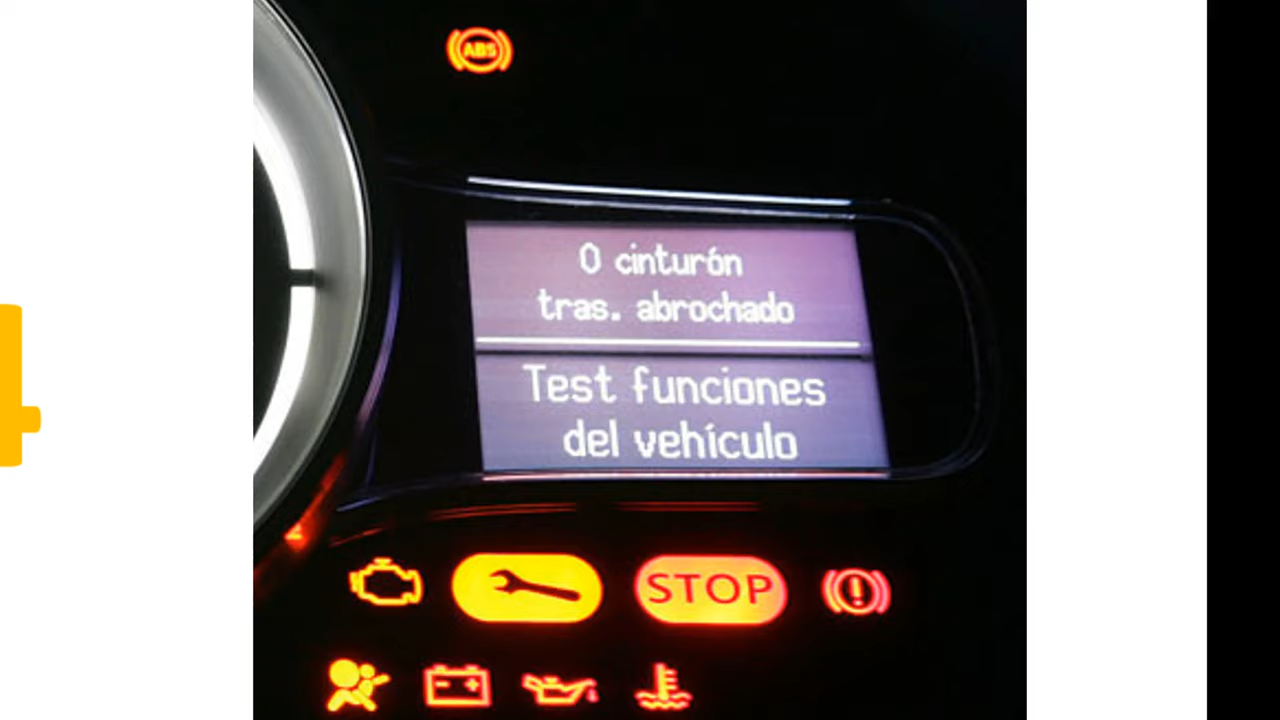 ABS
0 cinturón
tras. abrochado
Test funciones
del vehículo
STOP